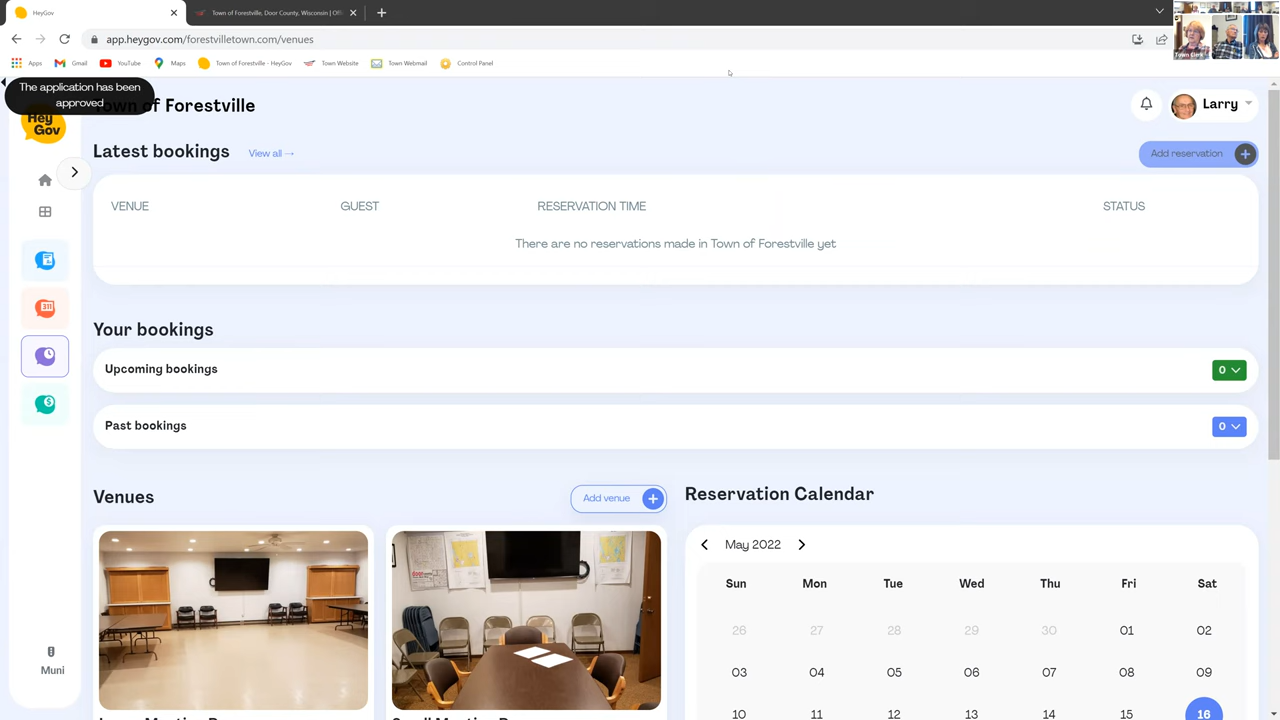 HeyGov
Town of Forestville, Door County, Wisconsin | Offi
app.heygov.com/forestvilletown.com/venues
Apps
Gmail
YouTube
Maps
Town of Forestville - HeyGov
Town Website
Town Webmail
Control Panel
Town Clerk
The application has been
approved
Town of Forestville
Hey
Gov
Larry
Latest bookings
View all →
Add reservation
VENUE
GUEST
RESERVATION TIME
STATUS
There are no reservations made in Town of Forestville yet
311
Your bookings
Upcoming bookings
0
Past bookings
0
Venues
Add venue
Reservation Calendar
May 2022
Sun Mon Tue Wed Thu Fri Sat
26 27 28 29 30 01 02
03 04 05 06 07 08 09
10 11 12 13 14 15 16
Muni